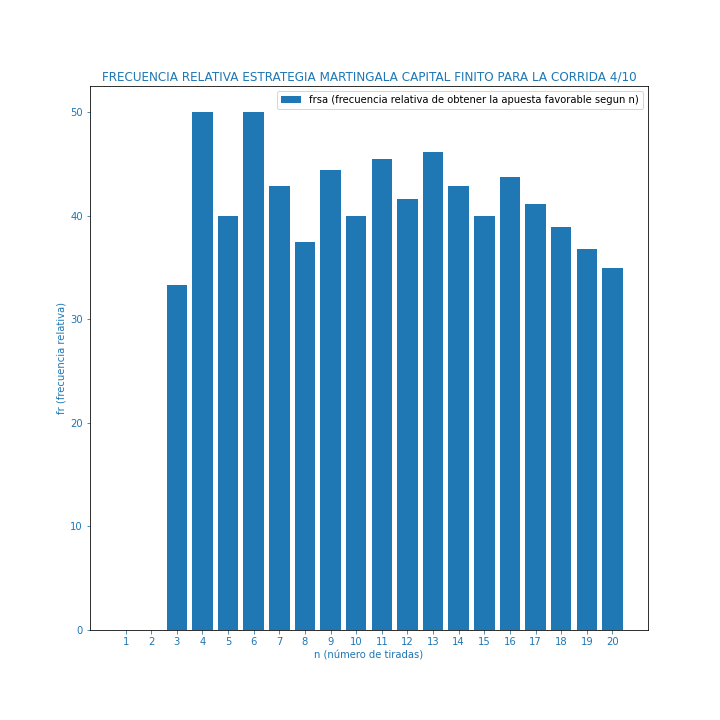 FRECUENCIA RELATIVA ESTRATEGIA MARTINGALA CAPITAL FINITO PARA LA CORRIDA 4/10
frsa (frecuencia relativa de obtener la apuesta favorable segun n)
fr (frecuencia relativa)
50
40
30
20
10
0
1 2 3 4 5 6 7 8 9 10 11 12 13 14 15 16 17 18 19 20
n (número de tiradas)